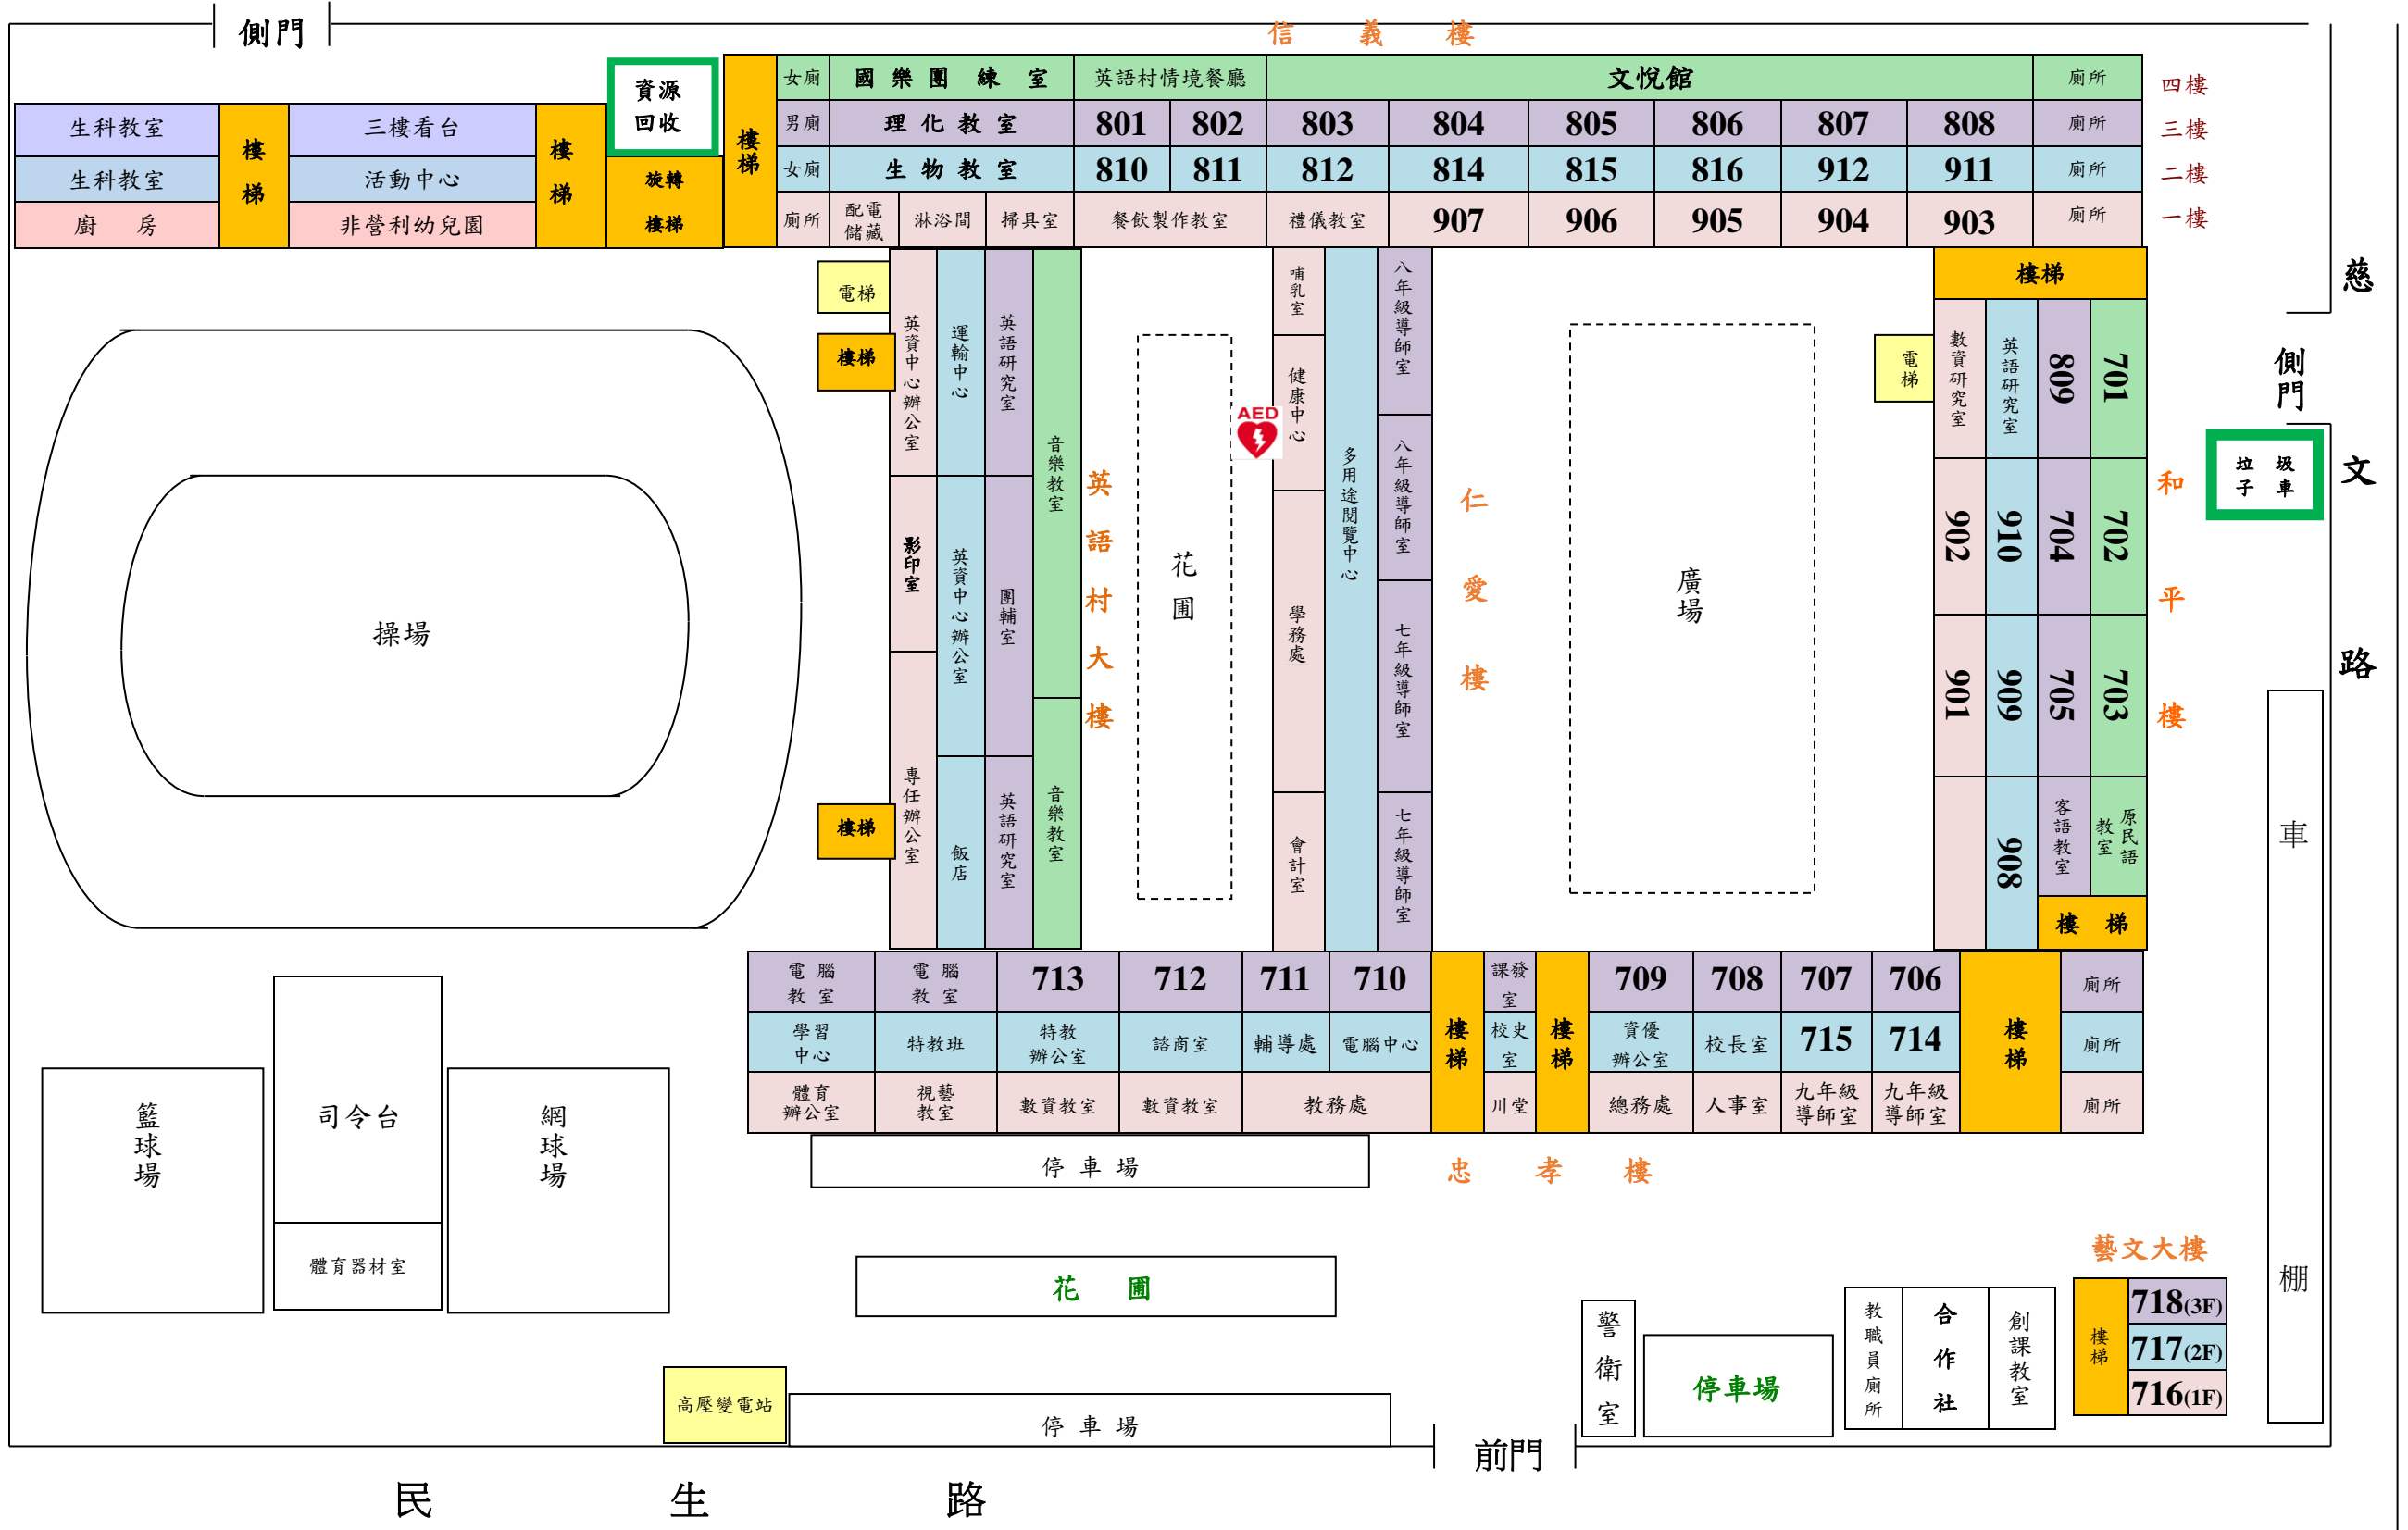 側門
信 義 樓
資源
回收
樓梯
女廁 國樂團練室 英語村情境餐廳 文悅館 廁所 四樓
男廁 理化教室 801 802 803 804 805 806 807 808 廁所 三樓
女廁 生物教室 810 811 812 814 815 816 912 911 廁所 二樓
廁所 配電儲藏 淋浴間 掃具室 餐飲製作教室 禮儀教室 907 906 905 904 903 廁所 一樓
生科教室 樓梯 三樓看台 樓梯
生科教室 活動中心 旋轉
廚 房 非營利幼兒園 樓梯
電梯
樓梯
樓梯
英資中心辦公室
影印室
專任辦公室
運輸中心
英資中心辦公室
飯店
英語研究室
團輔室
英語研究室
音樂教室
音樂教室
英語村大樓
花圃
AED
哺乳室
健康中心
學務處
會計室
多用途閱覽中心
八年級導師室
八年級導師室
七年級導師室
七年級導師室
仁愛樓
廣場
樓梯
電梯
數資研究室
902
901
英語研究室
910
909
908
809
704
705
客語教室
701
702
703
原民語教室
樓 梯
和平樓
慈文路
側門
垃圾
子車
車棚
操場
電腦教室 電腦教室 713 712 711 710 樓梯 課發室 樓梯 709 708 707 706 樓梯 廁所
學習中心 特教班 特教辦公室 諮商室 輔導處 電腦中心 校史室 資優辦公室 校長室 715 714 廁所
體育辦公室 視藝教室 數資教室 數資教室 教務處 川堂 總務處 人事室 九年級導師室 九年級導師室 廁所
停 車 場
忠 孝 樓
籃球場
司令台
網球場
體育器材室
花 圃
高壓變電站
停 車 場
警衛室
停車場
教職員廁所
合作社
創課教室
藝文大樓
樓梯
718(3F)
717(2F)
716(1F)
前門
民 生 路